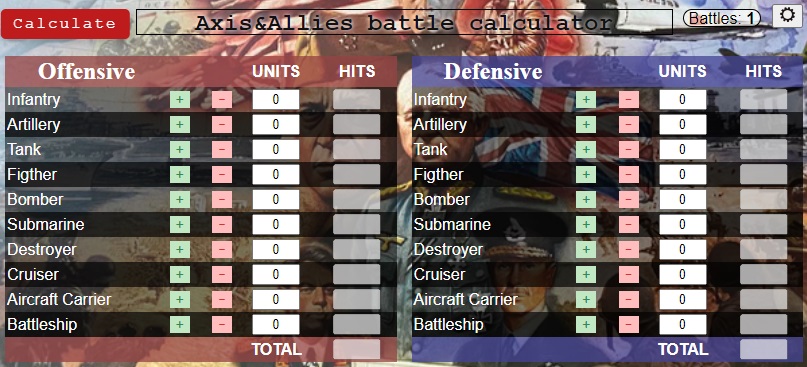 Calculate Axis&Allies battle calculator Battles: 1
Offensive UNITS HITS
Infantry + − 0
Artillery + − 0
Tank + − 0
Figther + − 0
Bomber + − 0
Submarine + − 0
Destroyer + − 0
Cruiser + − 0
Aircraft Carrier + − 0
Battleship + − 0
TOTAL
Defensive UNITS HITS
Infantry + − 0
Artillery + − 0
Tank + − 0
Figther + − 0
Bomber + − 0
Submarine + − 0
Destroyer + − 0
Cruiser + − 0
Aircraft Carrier + − 0
Battleship + − 0
TOTAL